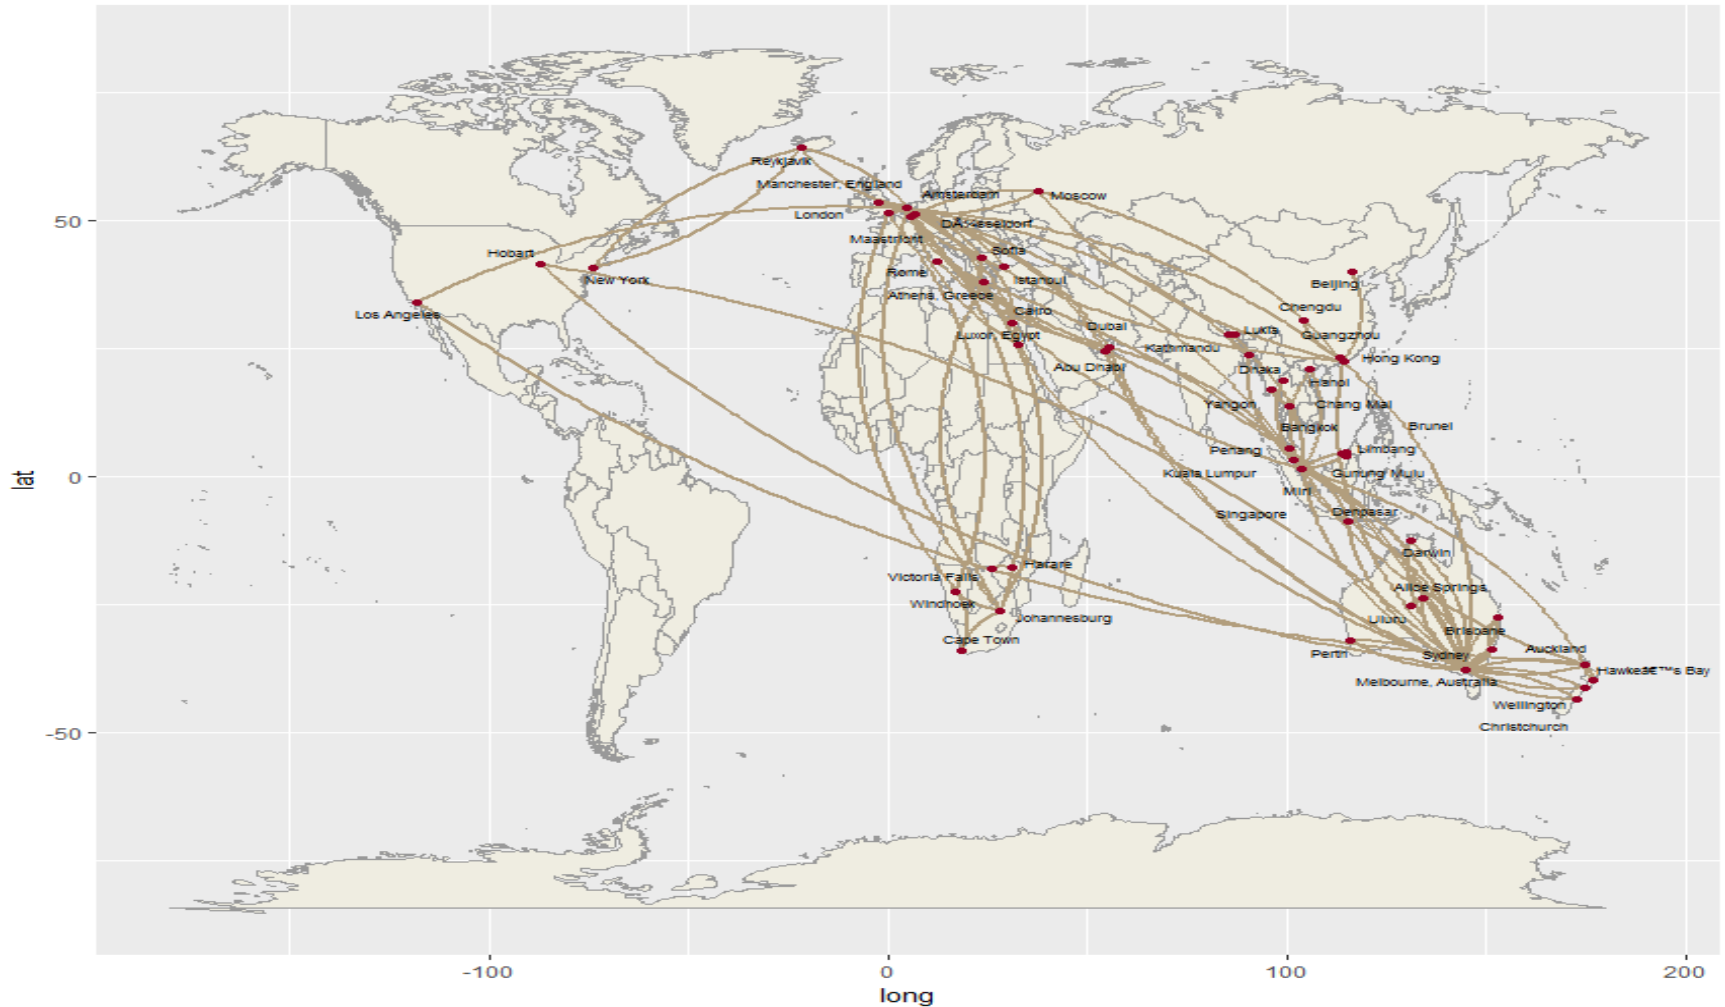 Reykjavik
Manchester, England
Amsterdam
Moscow
London
Maastricht
Sofia
Hobart
Rome
Istanbul
New York
Athens, Greece
Beijing
Los Angeles
Cairo
Chengdu
Dubai
Lukla
Luxor, Egypt
Guangzhou
Kathmandu
Hong Kong
Abu Dhabi
Dhaka
Hanoi
Yangon
Chang Mai
Bangkok
Brunei
Penang
Limbang
Kuala Lumpur
Gunung Mulu
Miri
Singapore
Denpasar
Darwin
Harare
Victoria Falls
Alice Springs
Windhoek
Johannesburg
Uluru
Brisbane
Cape Town
Perth
Sydney
Auckland
Hawkeâ€™s Bay
Melbourne, Australia
Wellington
Christchurch
50
0
-50
lat
-100
0
100
200
long